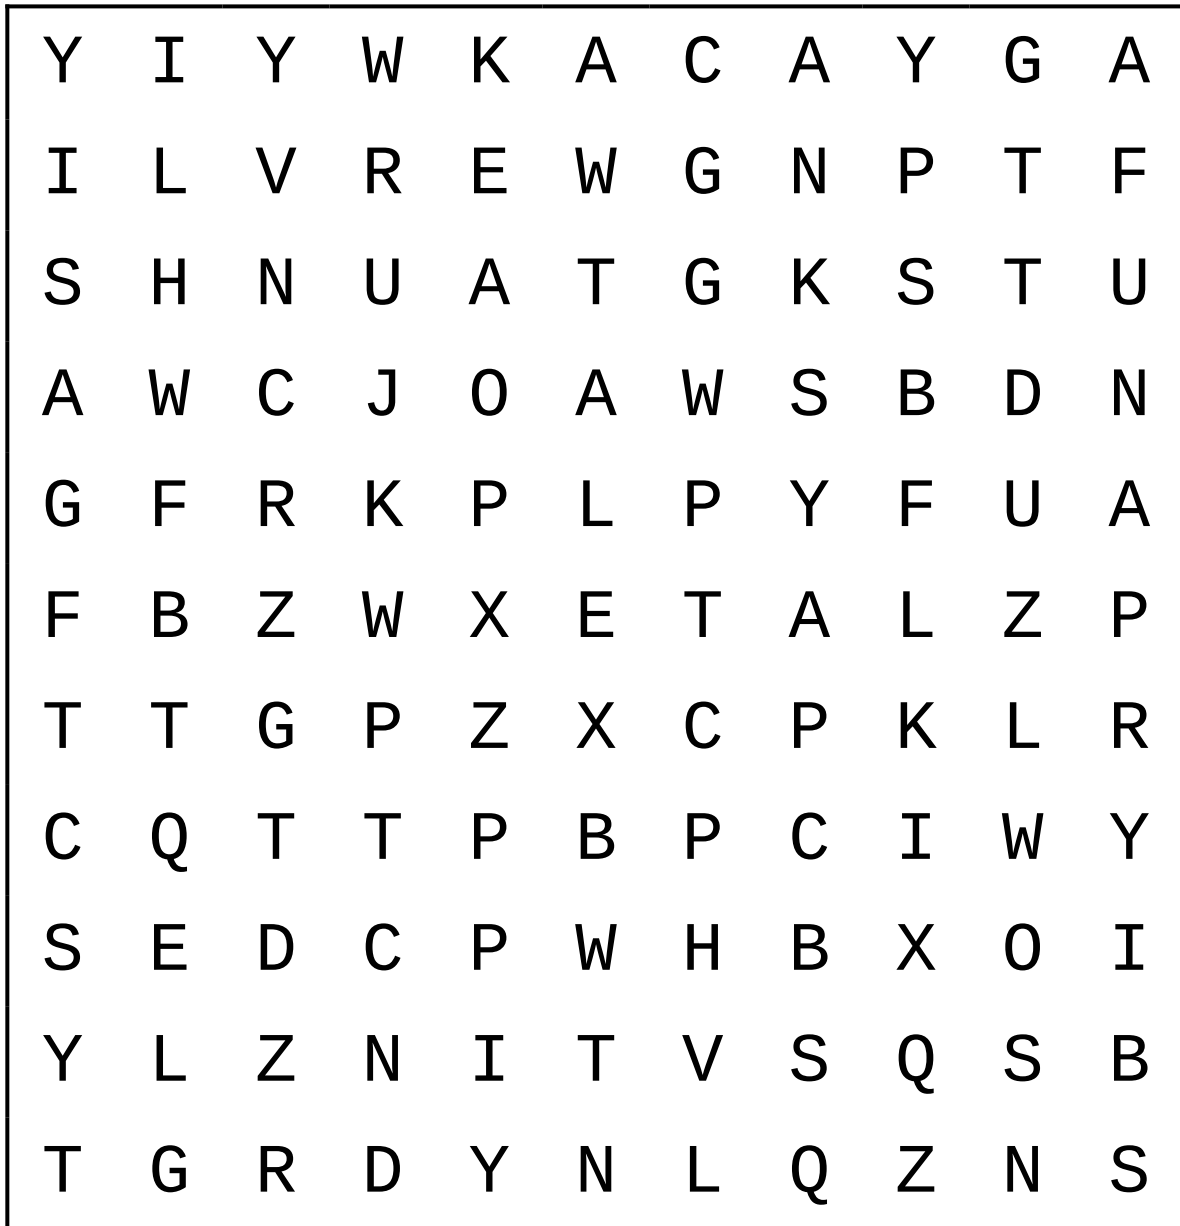 Y I Y W K A C A Y G A
I L V R E W G N P T F
S H N U A T G K S T U
A W C J O A W S B D N
G F R K P L P Y F U A
F B Z W X E T A L Z P
T T G P Z X C P K L R
C Q T T P B P C I W Y
S E D C P W H B X O I
Y L Z N I T V S Q S B
T G R D Y N L Q Z N S